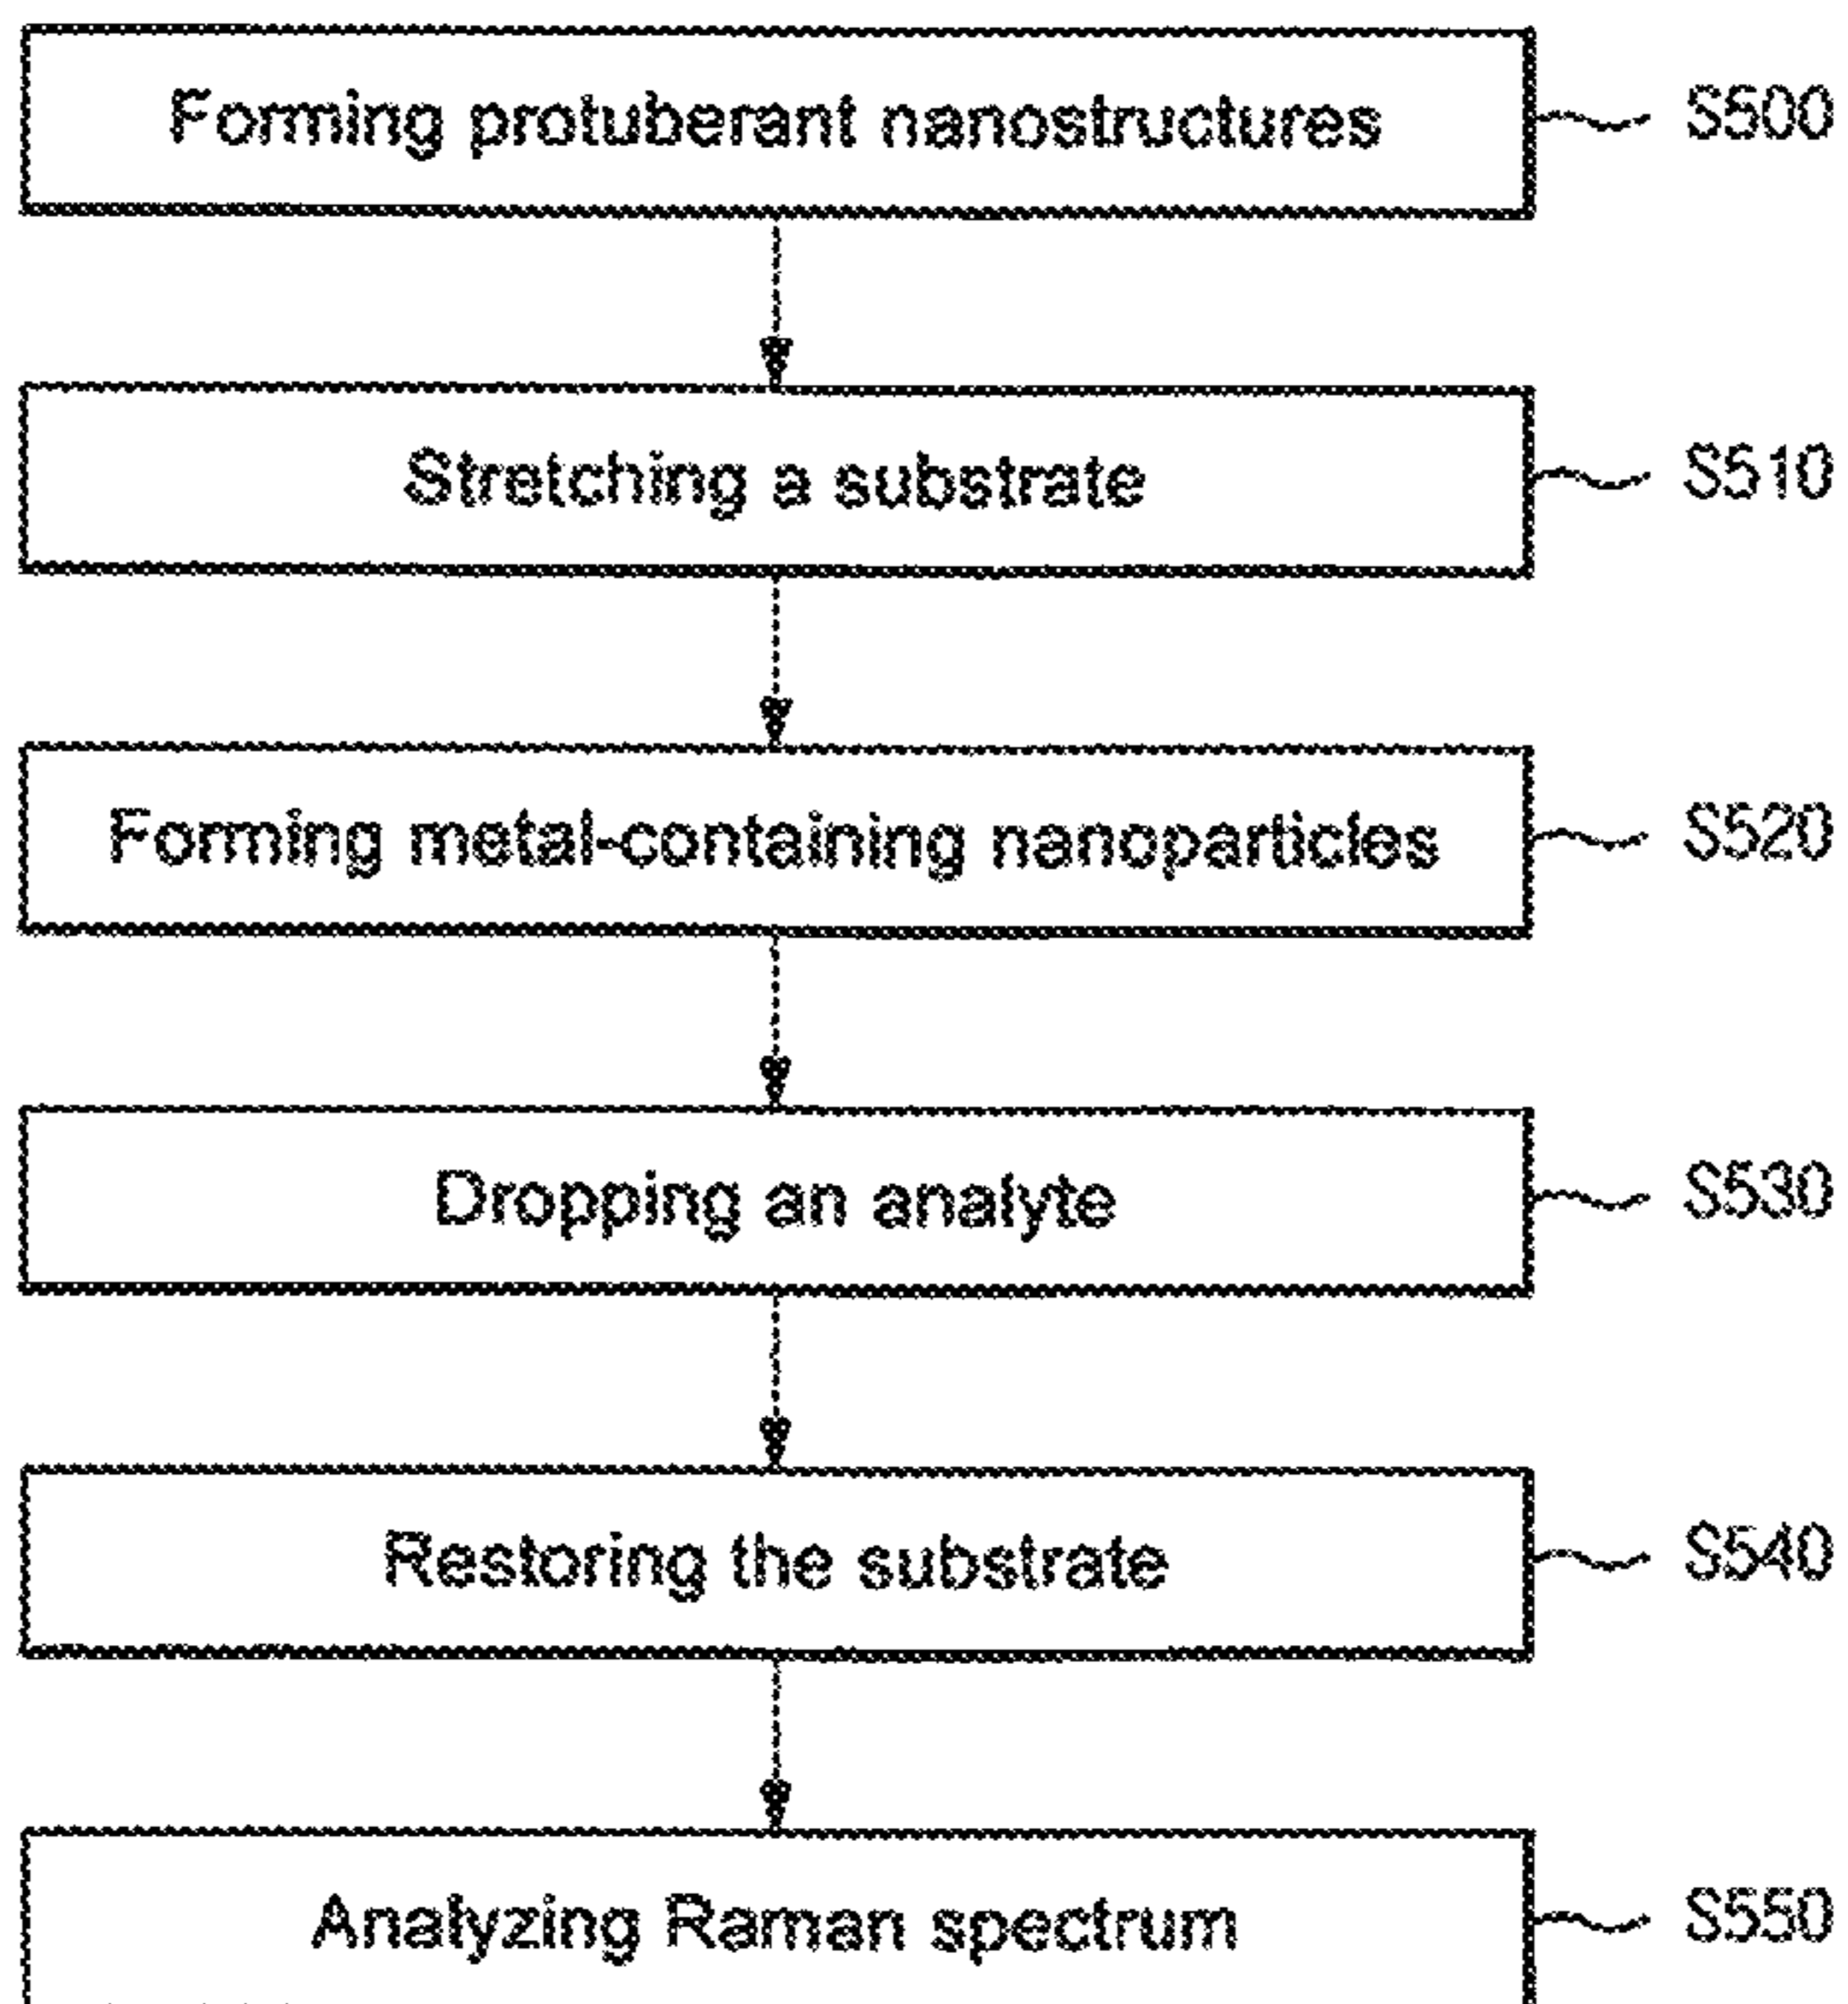 Forming protuberant nanostructures S500
Stretching a substrate S510
Forming metal-containing nanoparticles S520
Dropping an analyte S530
Restoring the substrate S540
Analyzing Raman spectrum S550